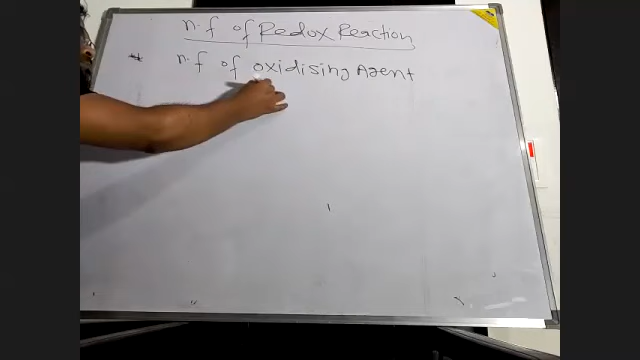 n.f of Redox Reaction
* n.f of oxidising Agent